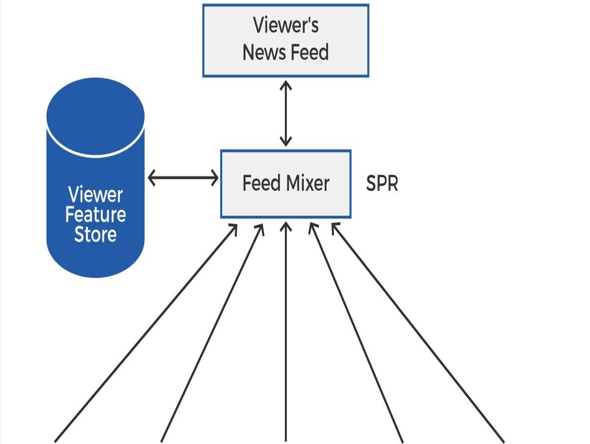 Viewer's
News Feed
Viewer
Feature
Store
Feed Mixer
SPR